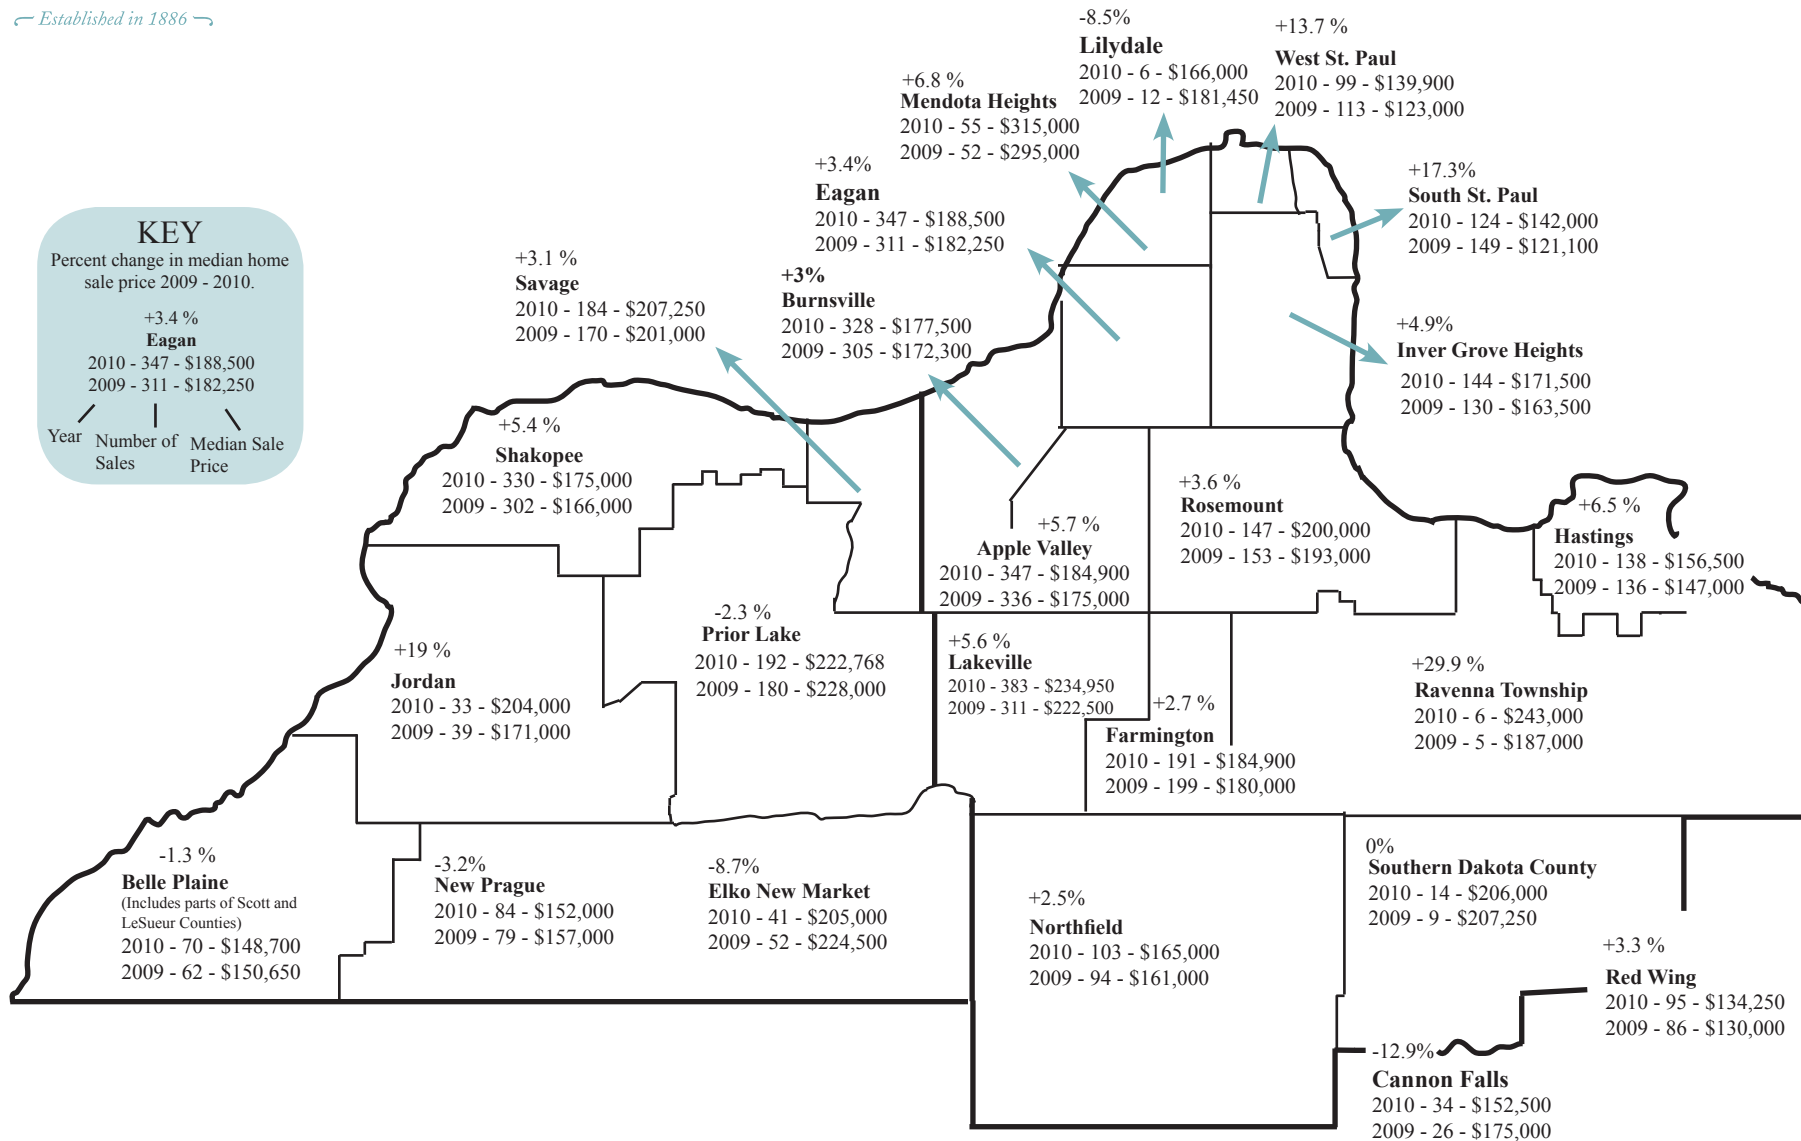 Established in 1886
-8.5%
Lilydale
2010 - 6 - $166,000
2009 - 12 - $181,450
+13.7 %
West St. Paul
2010 - 99 - $139,900
2009 - 113 - $123,000
+6.8 %
Mendota Heights
2010 - 55 - $315,000
2009 - 52 - $295,000
+3.4%
Eagan
2010 - 347 - $188,500
2009 - 311 - $182,250
+17.3%
South St. Paul
2010 - 124 - $142,000
2009 - 149 - $121,100
KEY
Percent change in median home
sale price 2009 - 2010.
+3.4 %
Eagan
2010 - 347 - $188,500
2009 - 311 - $182,250
Year
Number of
Sales
Median Sale
Price
+3.1 %
Savage
2010 - 184 - $207,250
2009 - 170 - $201,000
+3%
Burnsville
2010 - 328 - $177,500
2009 - 305 - $172,300
+4.9%
Inver Grove Heights
2010 - 144 - $171,500
2009 - 130 - $163,500
+5.4 %
Shakopee
2010 - 330 - $175,000
2009 - 302 - $166,000
+5.7 %
Apple Valley
2010 - 347 - $184,900
2009 - 336 - $175,000
+3.6 %
Rosemount
2010 - 147 - $200,000
2009 - 153 - $193,000
+6.5 %
Hastings
2010 - 138 - $156,500
2009 - 136 - $147,000
+19 %
Jordan
2010 - 33 - $204,000
2009 - 39 - $171,000
-2.3 %
Prior Lake
2010 - 192 - $222,768
2009 - 180 - $228,000
+5.6 %
Lakeville
2010 - 383 - $234,950
2009 - 311 - $222,500
+2.7 %
Farmington
2010 - 191 - $184,900
2009 - 199 - $180,000
+29.9 %
Ravenna Township
2010 - 6 - $243,000
2009 - 5 - $187,000
-1.3 %
Belle Plaine
(Includes parts of Scott and
LeSueur Counties)
2010 - 70 - $148,700
2009 - 62 - $150,650
-3.2%
New Prague
2010 - 84 - $152,000
2009 - 79 - $157,000
-8.7%
Elko New Market
2010 - 41 - $205,000
2009 - 52 - $224,500
+2.5%
Northfield
2010 - 103 - $165,000
2009 - 94 - $161,000
0%
Southern Dakota County
2010 - 14 - $206,000
2009 - 9 - $207,250
+3.3 %
Red Wing
2010 - 95 - $134,250
2009 - 86 - $130,000
-12.9%
Cannon Falls
2010 - 34 - $152,500
2009 - 26 - $175,000